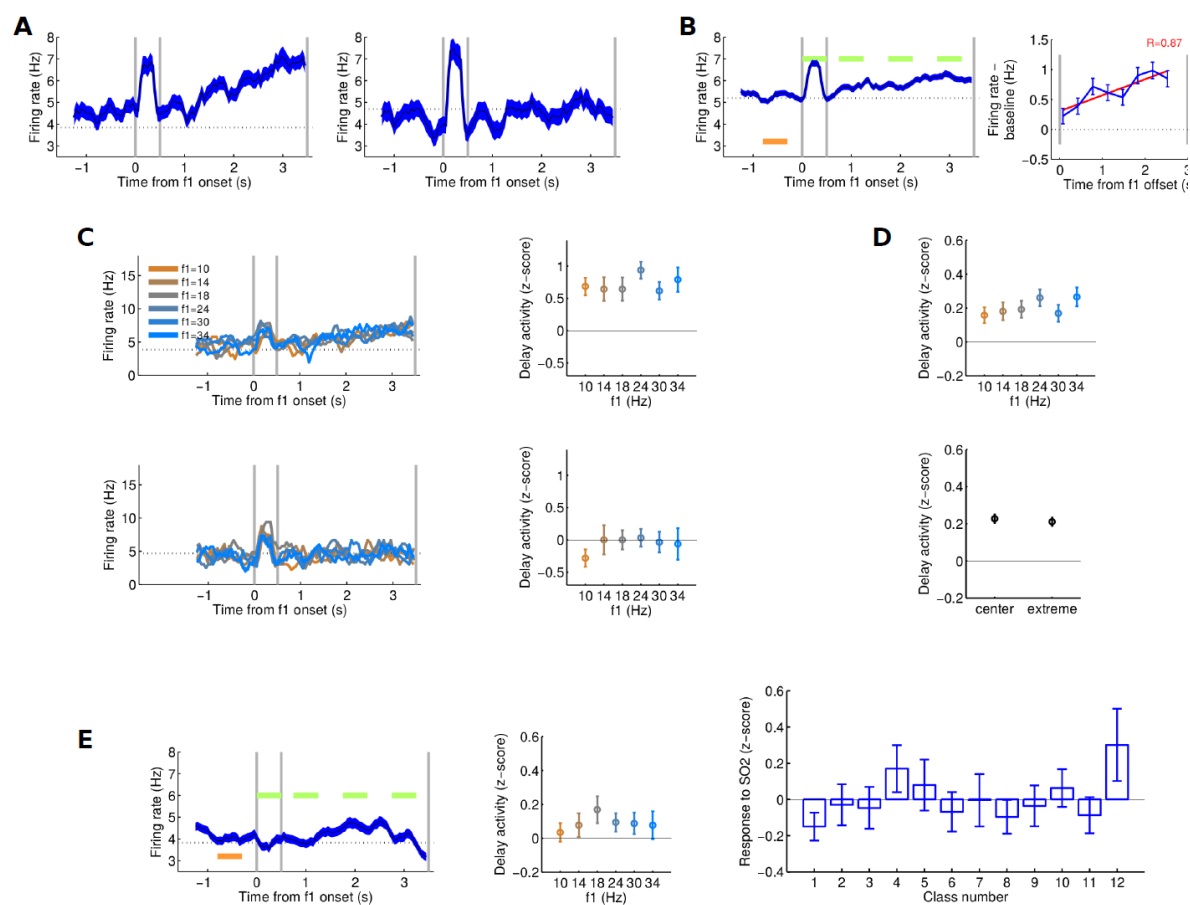 A
Firing rate (Hz)
8
7
6
5
4
3
−1 0 1 2 3
Time from f1 onset (s)
Firing rate (Hz)
8
7
6
5
4
3
−1 0 1 2 3
Time from f1 onset (s)
B
Firing rate (Hz)
8
7
6
5
4
3
−1 0 1 2 3
Time from f1 onset (s)
R=0.87
Firing rate −
baseline (Hz)
1.5
1
0.5
0
−0.5
0 1 2 3
Time from f1 offset (s
C
Firing rate (Hz)
15
10
5
0
f1=10
f1=14
f1=18
f1=24
f1=30
f1=34
−1 0 1 2 3
Time from f1 onset (s)
Delay activity (z−score)
1
0.5
0
−0.5
10 14 18 24 30 34
f1 (Hz)
D
Delay activity (z−score)
0.6
0.4
0.2
0
−0.2
10 14 18 24 30 34
f1 (Hz)
Firing rate (Hz)
15
10
5
0
−1 0 1 2 3
Time from f1 onset (s)
Delay activity (z−score)
1
0.5
0
−0.5
10 14 18 24 30 34
f1 (Hz)
Delay activity (z−score)
0.6
0.4
0.2
0
−0.2
center extreme
E
Firing rate (Hz)
8
7
6
5
4
3
−1 0 1 2 3
Time from f1 onset (s)
Delay activity (z−score)
0.6
0.4
0.2
0
−0.2
10 14 18 24 30 34
f1 (Hz)
Response to SO2 (z−score)
0.6
0.4
0.2
0
−0.2
−0.4
1 2 3 4 5 6 7 8 9 10 11 12
Class number